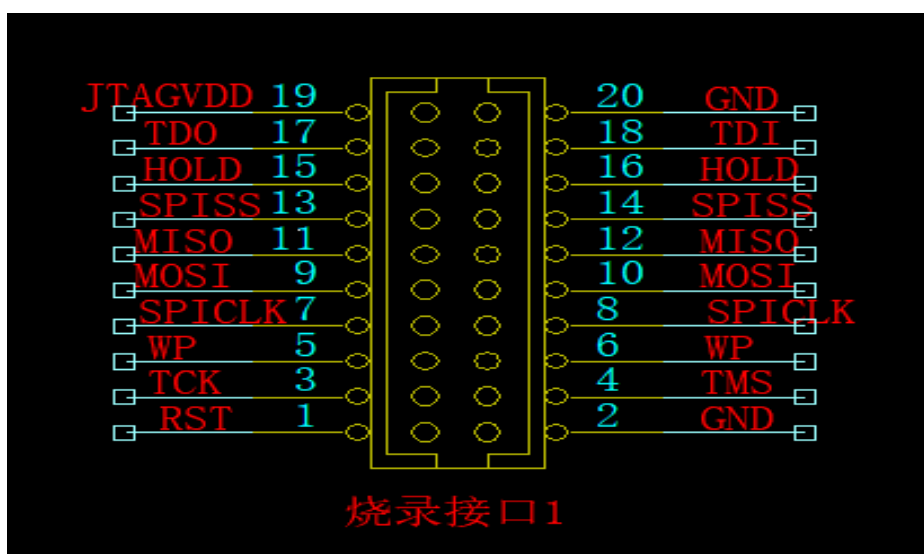 JTAGVDD 19 20 GND
TDO 17 18 TDI
HOLD 15 16 HOLD
SPISS 13 14 SPISS
MISO 11 12 MISO
MOSI 9 10 MOSI
SPICLK 7 8 SPICLK
WP 5 6 WP
TCK 3 4 TMS
RST 1 2 GND
烧录接口1